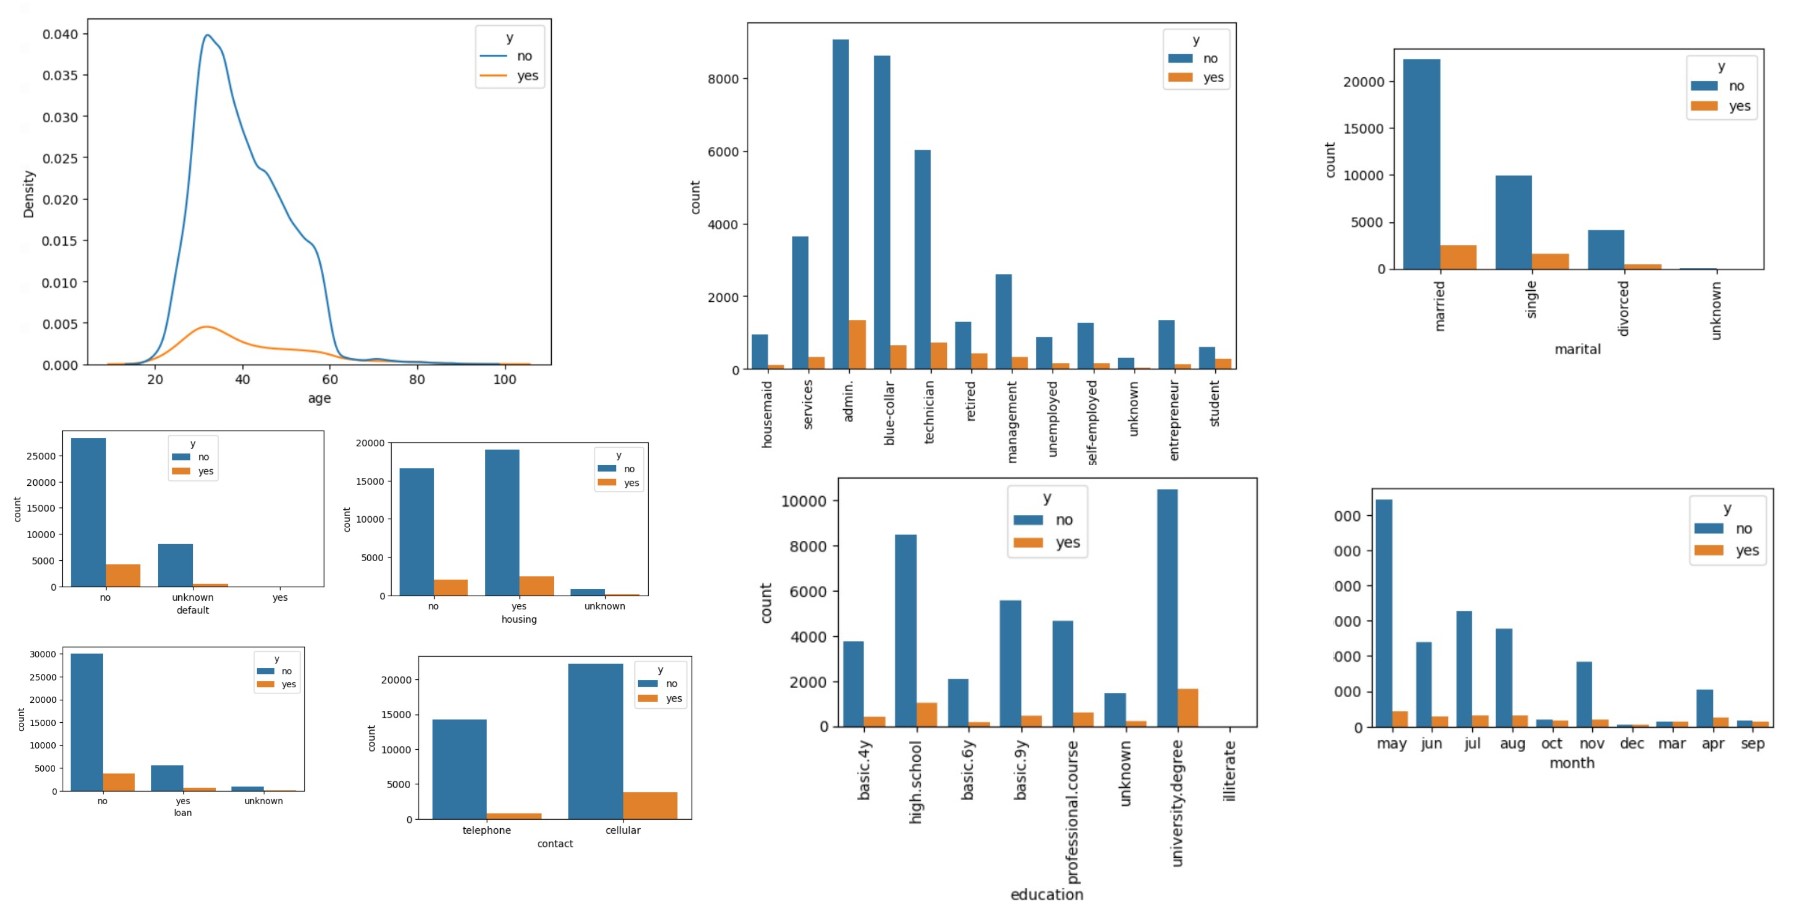 y
no
yes
0.040
0.035
0.030
0.025
0.020
0.015
0.010
0.005
0.000
Density
20 40 60 80 100
age
y
no
yes
8000
6000
4000
2000
0
count
housemaid
services
admin.
blue-collar
technician
retired
management
unemployed
self-employed
unknown
entrepreneur
student
y
no
yes
20000
15000
10000
5000
0
count
married
single
divorced
unknown
marital
y
no
yes
25000
20000
15000
10000
5000
0
count
no unknown yes
default
y
no
yes
20000
17500
15000
12500
10000
7500
5000
2500
0
count
no yes unknown
housing
y
no
yes
10000
8000
6000
4000
2000
0
count
basic.4y
high.school
basic.6y
basic.9y
professional.course
unknown
university.degree
illiterate
education
y
no
yes
000
000
000
000
000
000
0
may jun jul aug oct nov dec mar apr sep
month
y
no
yes
30000
25000
20000
15000
10000
5000
0
count
no yes unknown
loan
y
no
yes
20000
15000
10000
5000
0
count
telephone cellular
contact